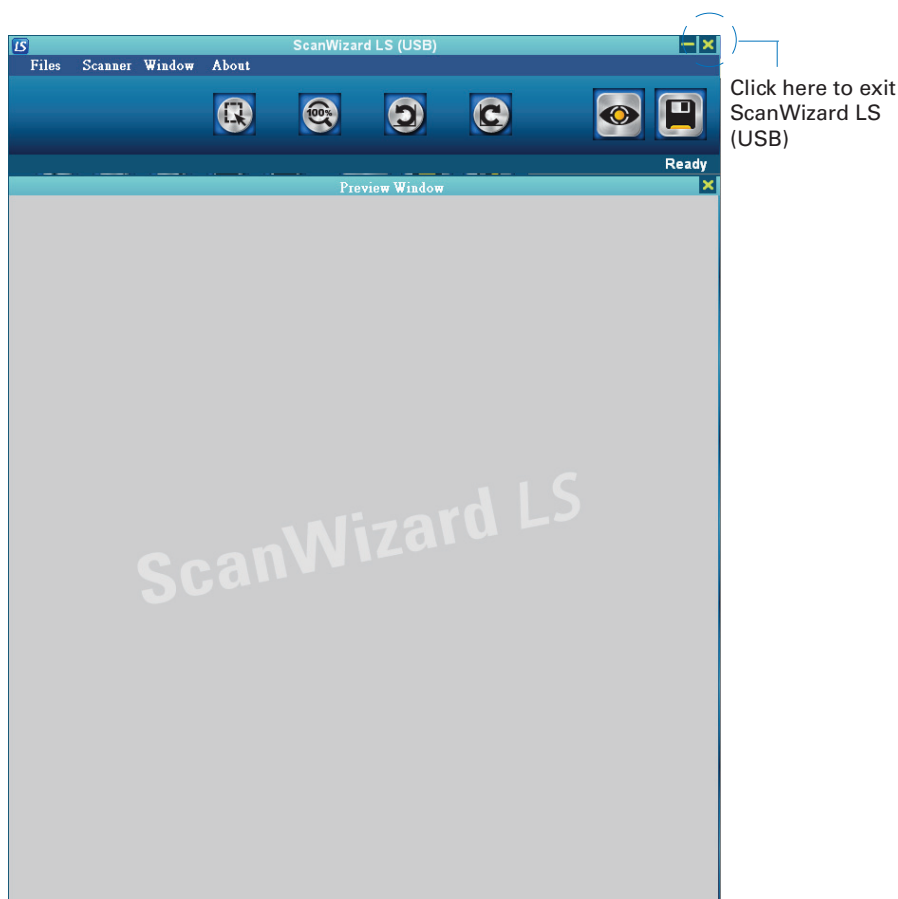 LS
ScanWizard LS (USB)
Files Scanner Window About
100%
Ready
Preview Window
ScanWizard LS
Click here to exit
ScanWizard LS
(USB)